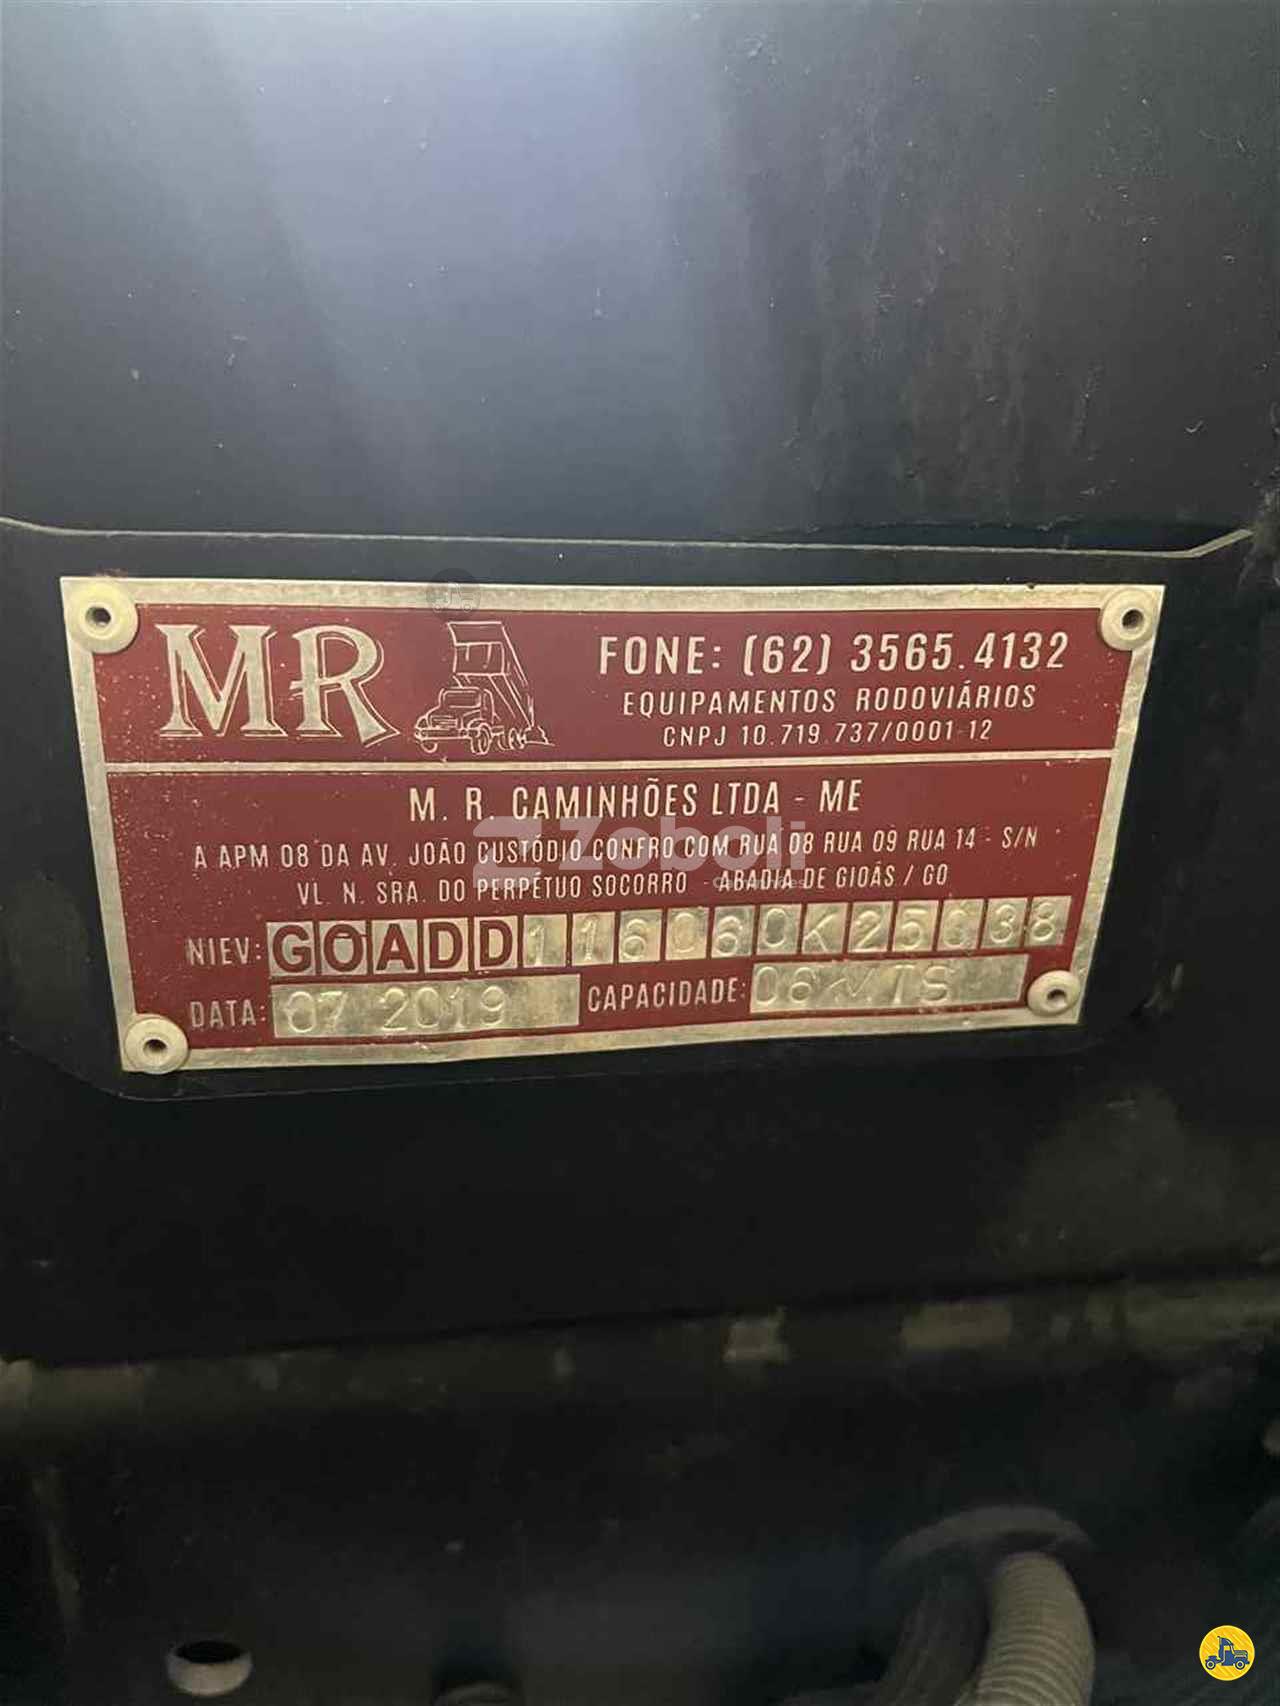 MR
FONE: (62) 3565.4132
EQUIPAMENTOS RODOVIÁRIOS
CNPJ 10.719.737/0001-12
M. R. CAMINHÕES LTDA - ME
A APM 08 DA AV. JOÃO CUSTÓDIO CONFRO COM RUA 08 RUA 09 RUA 14 - S/N
VL. N. SRA. DO PERPÉTUO SOCORRO - ABADIA DE GIOÁS / GO
Zoboli
NIEV: GOADD116060K25038
DATA: 07 2019 CAPACIDADE: 06 MTS